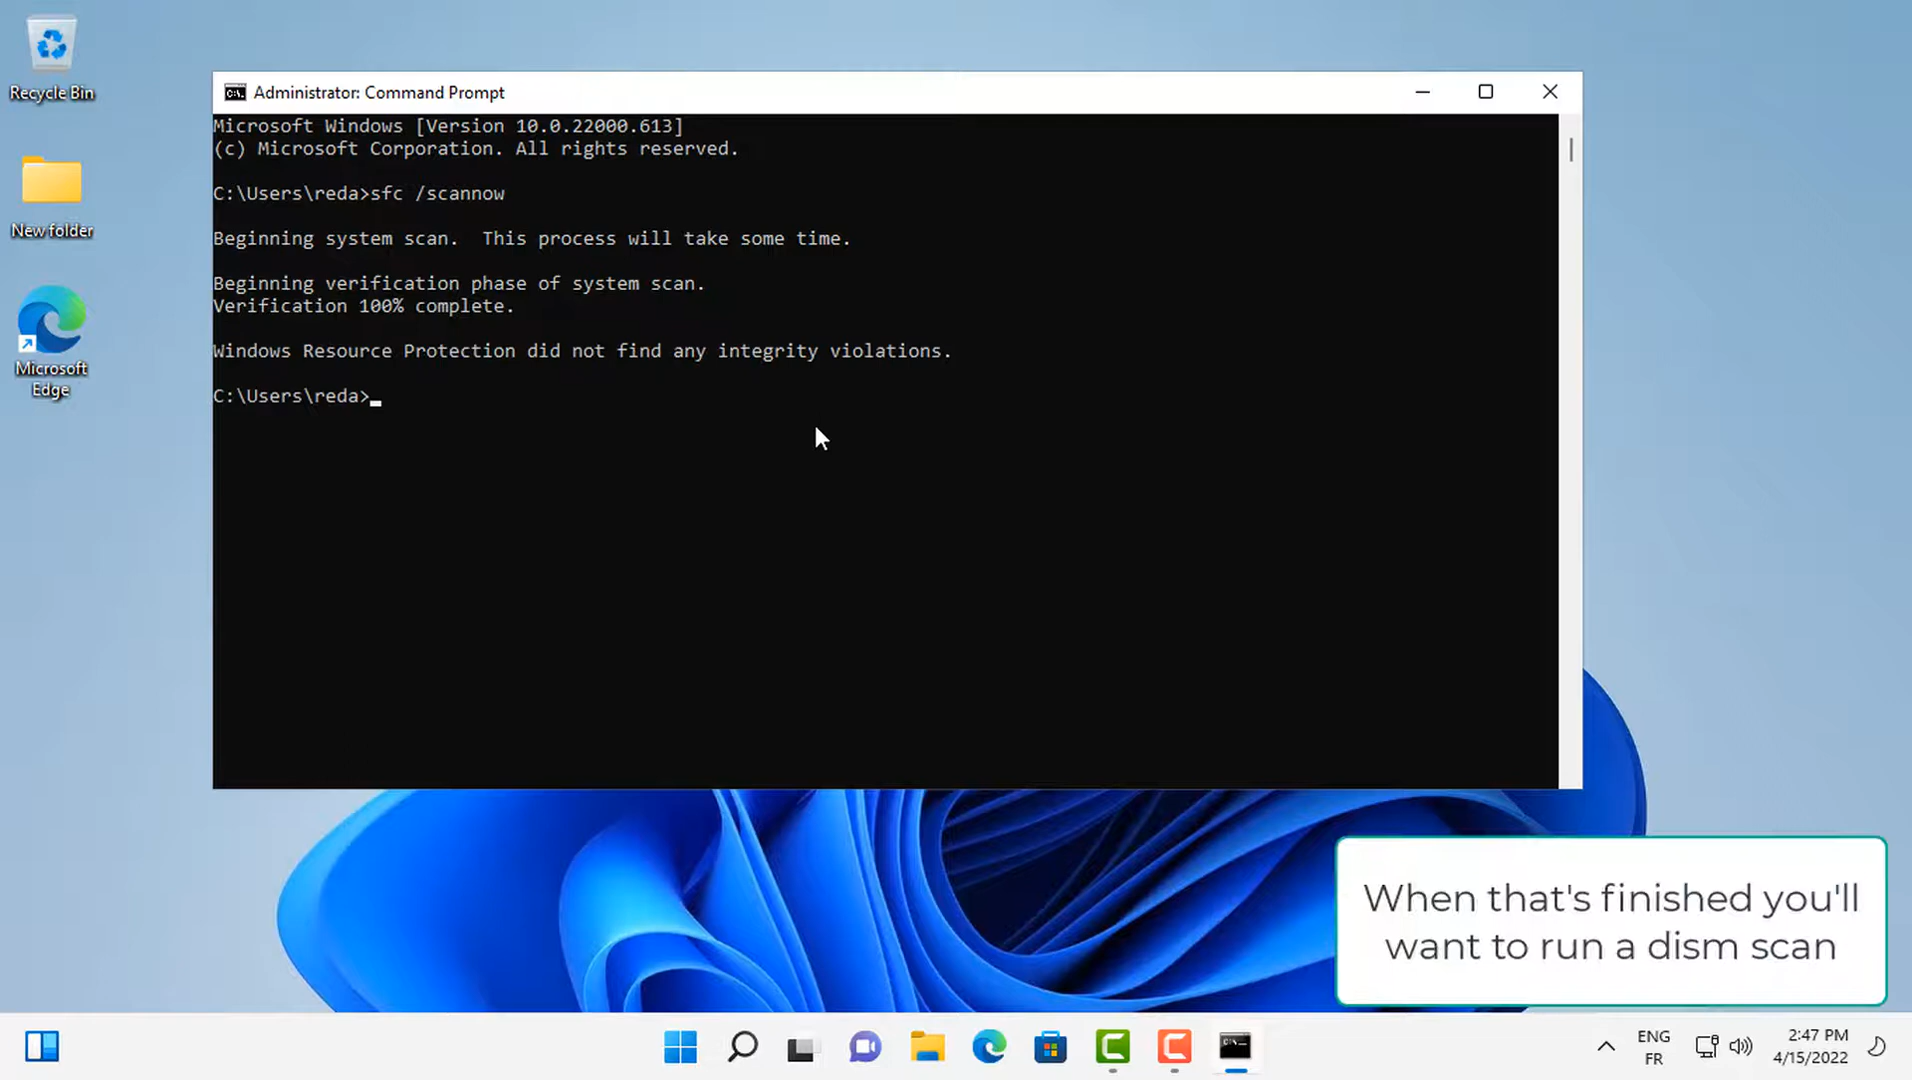 Recycle Bin
New folder
Microsoft
Edge
Administrator: Command Prompt
Microsoft Windows [Version 10.0.22000.613]
(c) Microsoft Corporation. All rights reserved.
C:\Users\reda>sfc /scannow
Beginning system scan.  This process will take some time.
Beginning verification phase of system scan.
Verification 100% complete.
Windows Resource Protection did not find any integrity violations.
C:\Users\reda>
When that's finished you'll
want to run a dism scan
ENG
FR
2:47 PM
4/15/2022